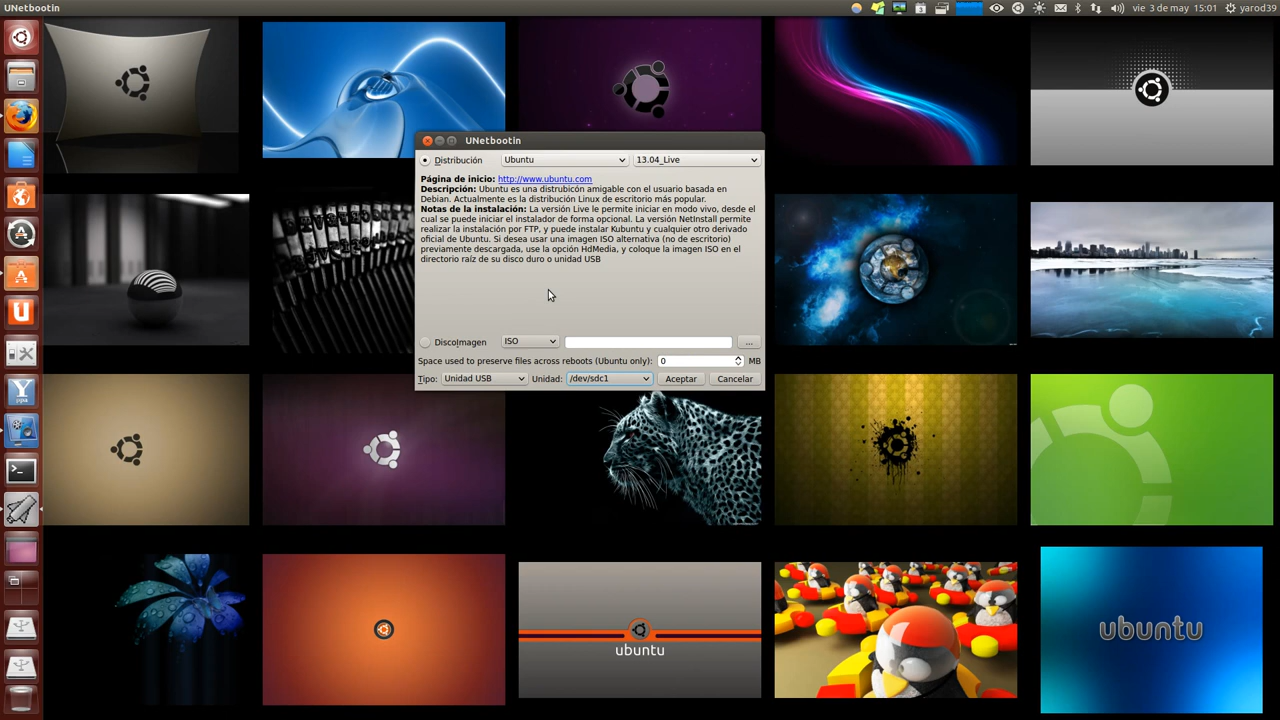 UNetbootin
vie 3 de may 15:01 yarod39
UNetbootin
Distribución Ubuntu 13.04_Live
Página de inicio: http://www.ubuntu.com
Descripción: Ubuntu es una distrubicón amigable con el usuario basada en
Debian. Actualmente es la distribución Linux de escritorio más popular.
Notas de la instalación: La versión Live le permite iniciar en modo vivo, desde el
cual se puede iniciar el instalador de forma opcional. La versión NetInstall permite
realizar la instalación por FTP, y puede instalar Kubuntu y cualquier otro derivado
oficial de Ubuntu. Si desea usar una imagen ISO alternativa (no de escritorio)
previamente descargada, use la opción HdMedia, y coloque la imagen ISO en el
directorio raíz de su disco duro o unidad USB
DiscoImagen ISO ...
Space used to preserve files across reboots (Ubuntu only): 0 MB
Tipo: Unidad USB Unidad: /dev/sdc1 Aceptar Cancelar
ubuntu
ubuntu